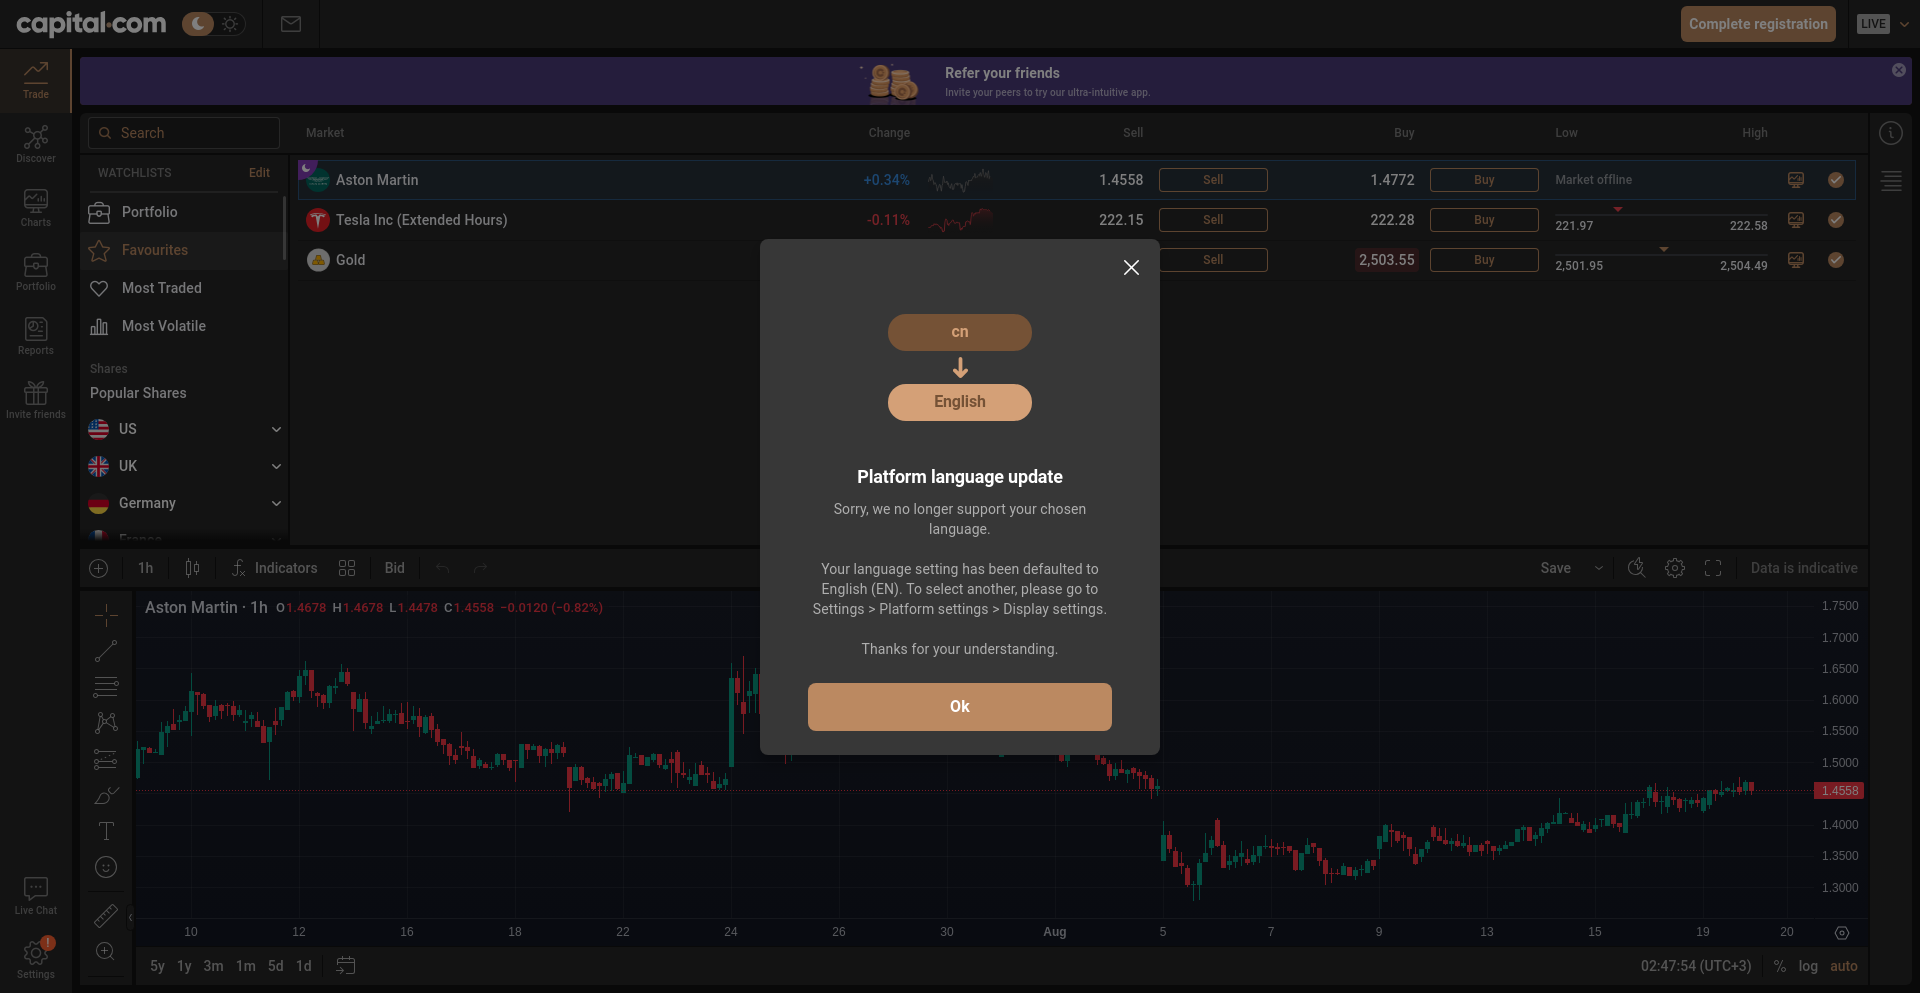 capital.com
Complete registration
LIVE
Refer your friends
Invite your peers to try our ultra-intuitive app.
Trade
Discover
Charts
Portfolio
Reports
Invite friends
Live Chat
Settings
Search
WATCHLISTS
Edit
Portfolio
Favourites
Most Traded
Most Volatile
Shares
Popular Shares
US
UK
Germany
France
Market Change Sell Buy Low High
Aston Martin +0.34% 1.4558 Sell 1.4772 Buy Market offline
Tesla Inc (Extended Hours) -0.11% 222.15 Sell 222.28 Buy 221.97 222.58
Gold Sell 2,503.55 Buy 2,501.95 2,504.49
cn
English
Platform language update
Sorry, we no longer support your chosen
language.
Your language setting has been defaulted to
English (EN). To select another, please go to
Settings > Platform settings > Display settings.
Thanks for your understanding.
Ok
1h Indicators Bid Save Data is indicative
Aston Martin · 1h O1.4678 H1.4678 L1.4478 C1.4558 −0.0120 (−0.82%)
1.7500
1.7000
1.6500
1.6000
1.5500
1.5000
1.4558
1.4000
1.3500
1.3000
10 12 16 18 22 24 26 30 Aug 5 7 9 13 15 19 20
5y 1y 3m 1m 5d 1d
02:47:54 (UTC+3) % log auto